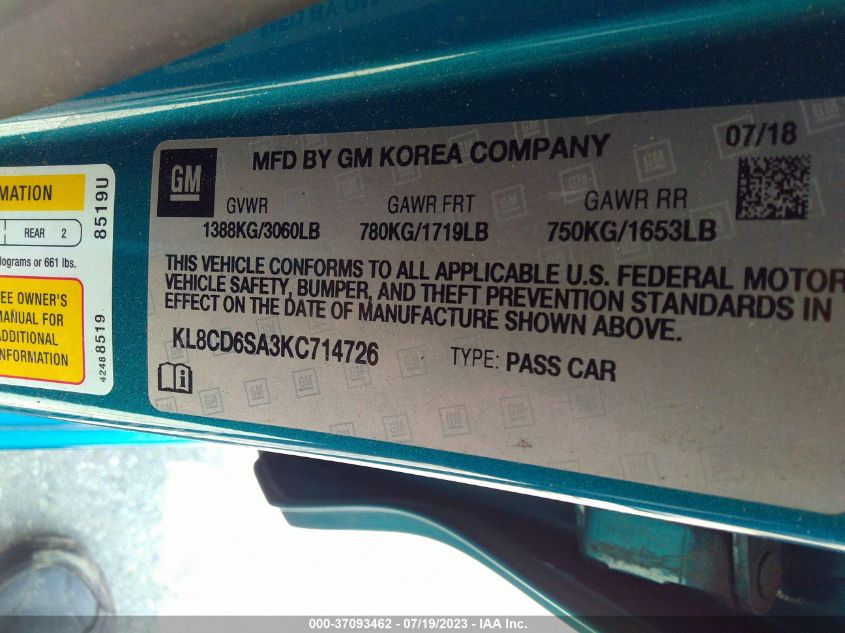 MFD BY GM KOREA COMPANY
07/18
GM
GVWR
GAWR FRT
GAWR RR
1388KG/3060LB
780KG/1719LB
750KG/1653LB
THIS VEHICLE CONFORMS TO ALL APPLICABLE U.S. FEDERAL MOTOR
VEHICLE SAFETY, BUMPER, AND THEFT PREVENTION STANDARDS IN
EFFECT ON THE DATE OF MANUFACTURE SHOWN ABOVE.
KL8CD6SA3KC714726
TYPE: PASS CAR
MATION
REAR 2
lograms or 661 lbs.
EE OWNER'S
MANUAL FOR
ADDITIONAL
INFORMATION
42488519
8519U
000-37093462 - 07/19/2023 - IAA Inc.